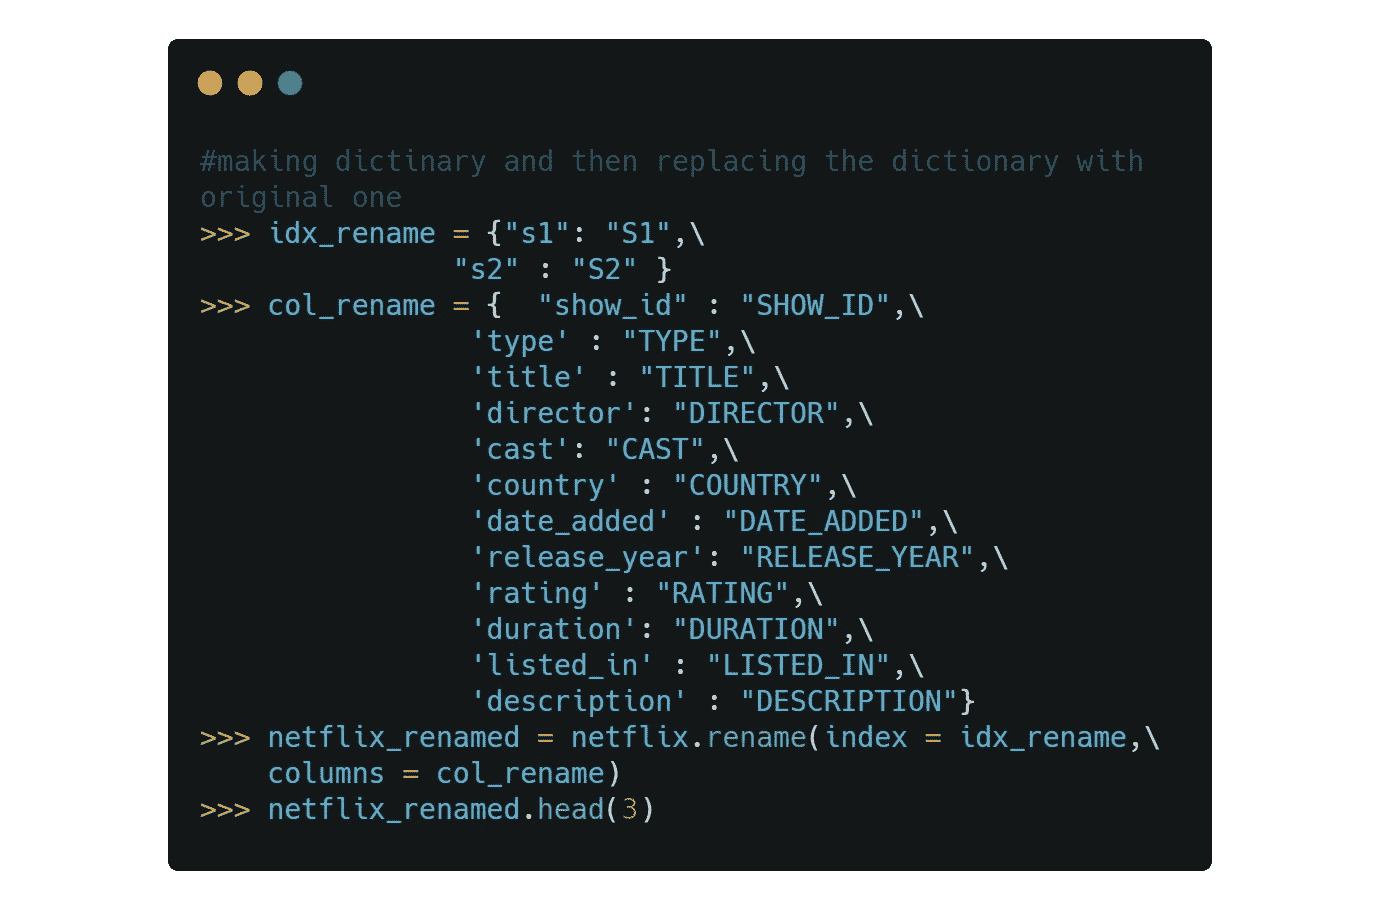 #making dictinary and then replacing the dictionary with
original one
>>> idx_rename = {"s1": "S1",\
"s2" : "S2" }
>>> col_rename = {  "show_id" : "SHOW_ID",\
'type' : "TYPE",\
'title' : "TITLE",\
'director': "DIRECTOR",\
'cast': "CAST",\
'country' : "COUNTRY",\
'date_added' : "DATE_ADDED",\
'release_year': "RELEASE_YEAR",\
'rating' : "RATING",\
'duration': "DURATION",\
'listed_in' : "LISTED_IN",\
'description' : "DESCRIPTION"}
>>> netflix_renamed = netflix.rename(index = idx_rename,\
columns = col_rename)
>>> netflix_renamed.head(3)